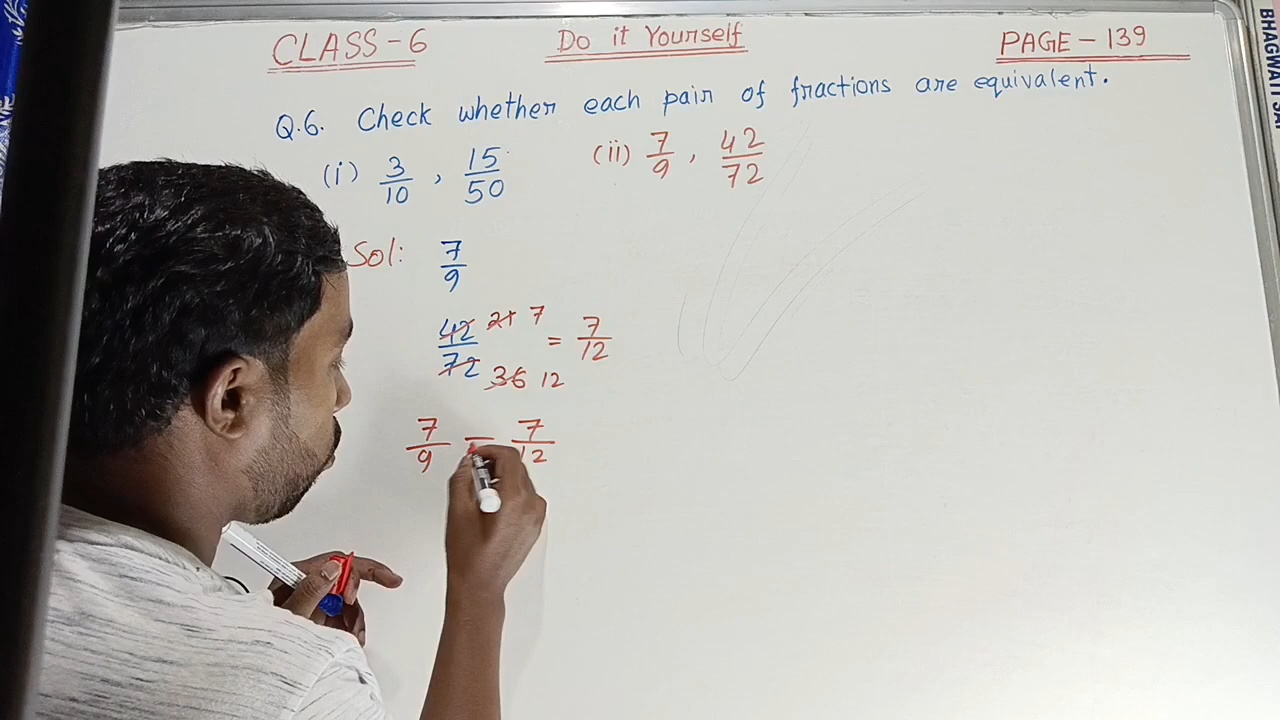 CLASS-6 Do it Yourself PAGE-139
Q.6. Check whether each pair of fractions are equivalent.
(i) 3/10 , 15/50 (ii) 7/9 , 42/72
Sol: 7/9
42/72 21 7 36 12 = 7/12
7/9 7/12
BHAGWATI